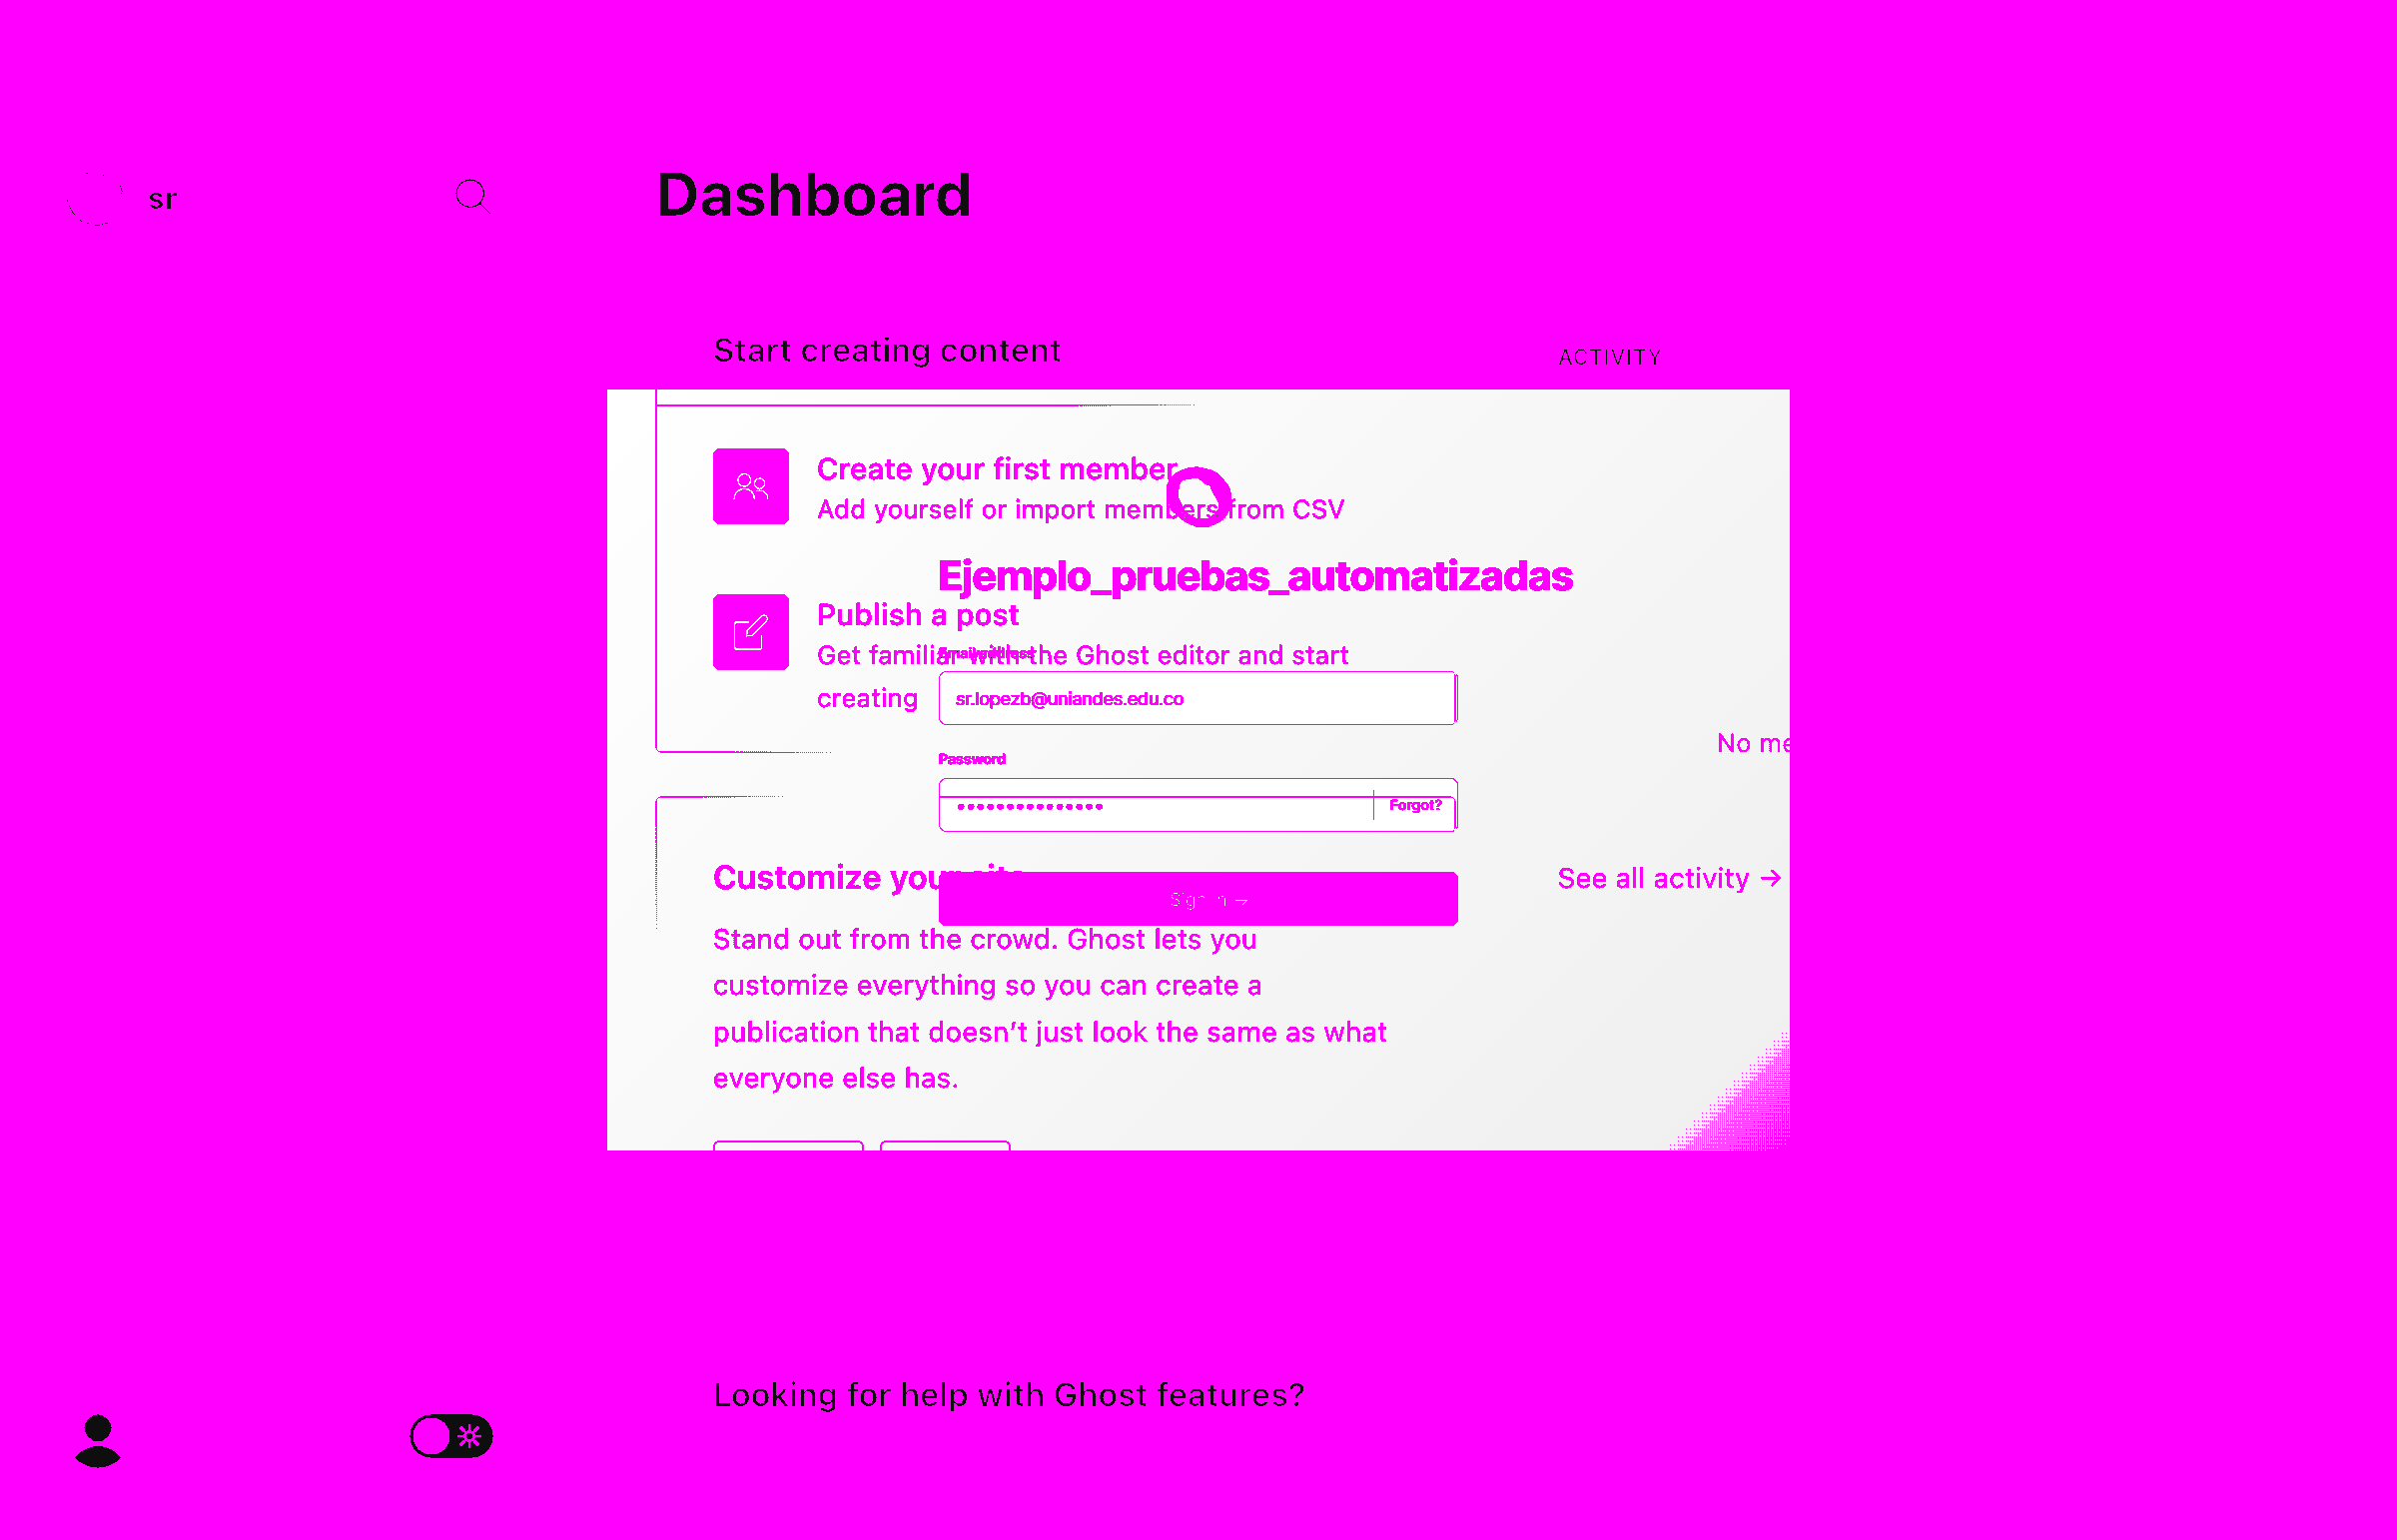 sr
Dashboard
Start creating content
ACTIVITY
Create your first member
Add yourself or import members from CSV
Ejemplo_pruebas_automatizadas
Publish a post
Get familiar with the Ghost editor and start
creating
Email address
sr.lopezb@uniandes.edu.co
No me
Password
Forgot?
Customize your site
See all activity →
Sign in →
Stand out from the crowd. Ghost lets you
customize everything so you can create a
publication that doesn’t just look the same as what
everyone else has.
Looking for help with Ghost features?